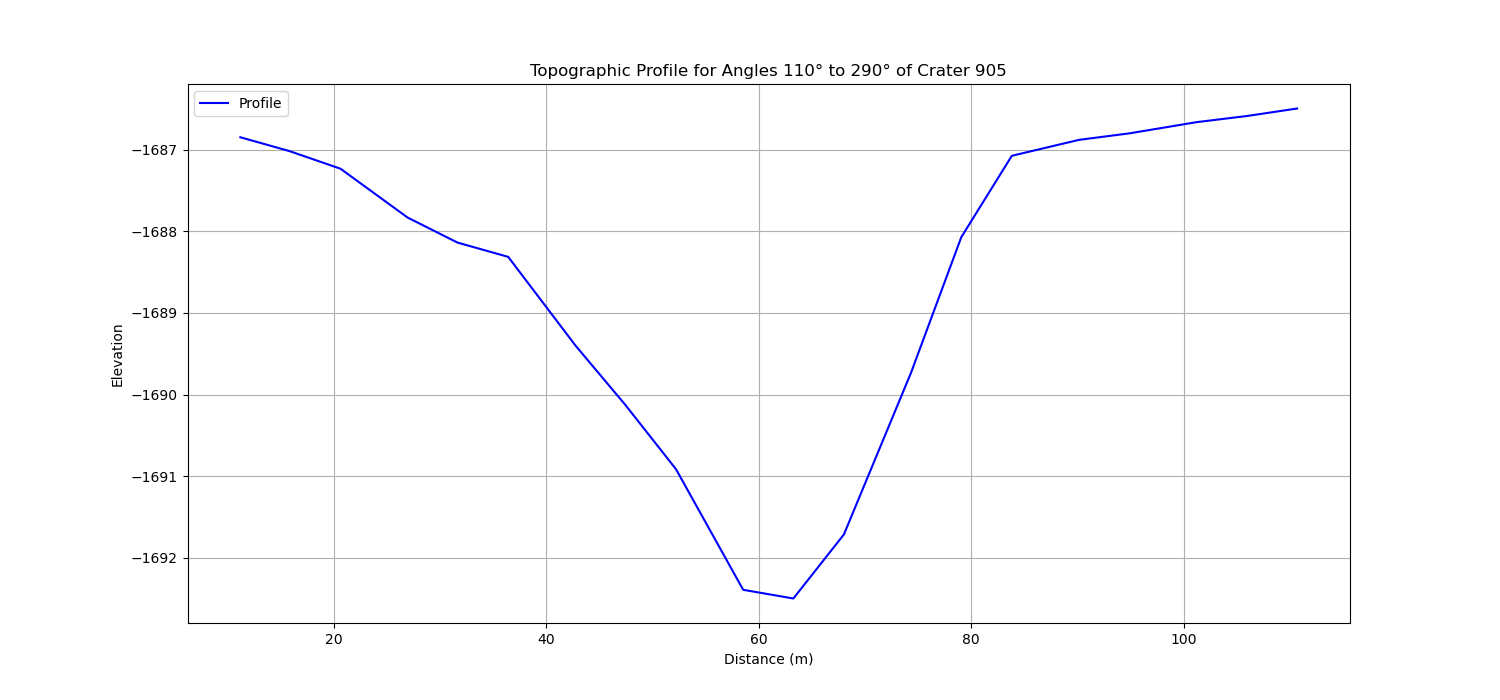 Topographic Profile for Angles 110° to 290° of Crater 905
Profile
Elevation
−1687
−1688
−1689
−1690
−1691
−1692
20 40 60 80 100
Distance (m)